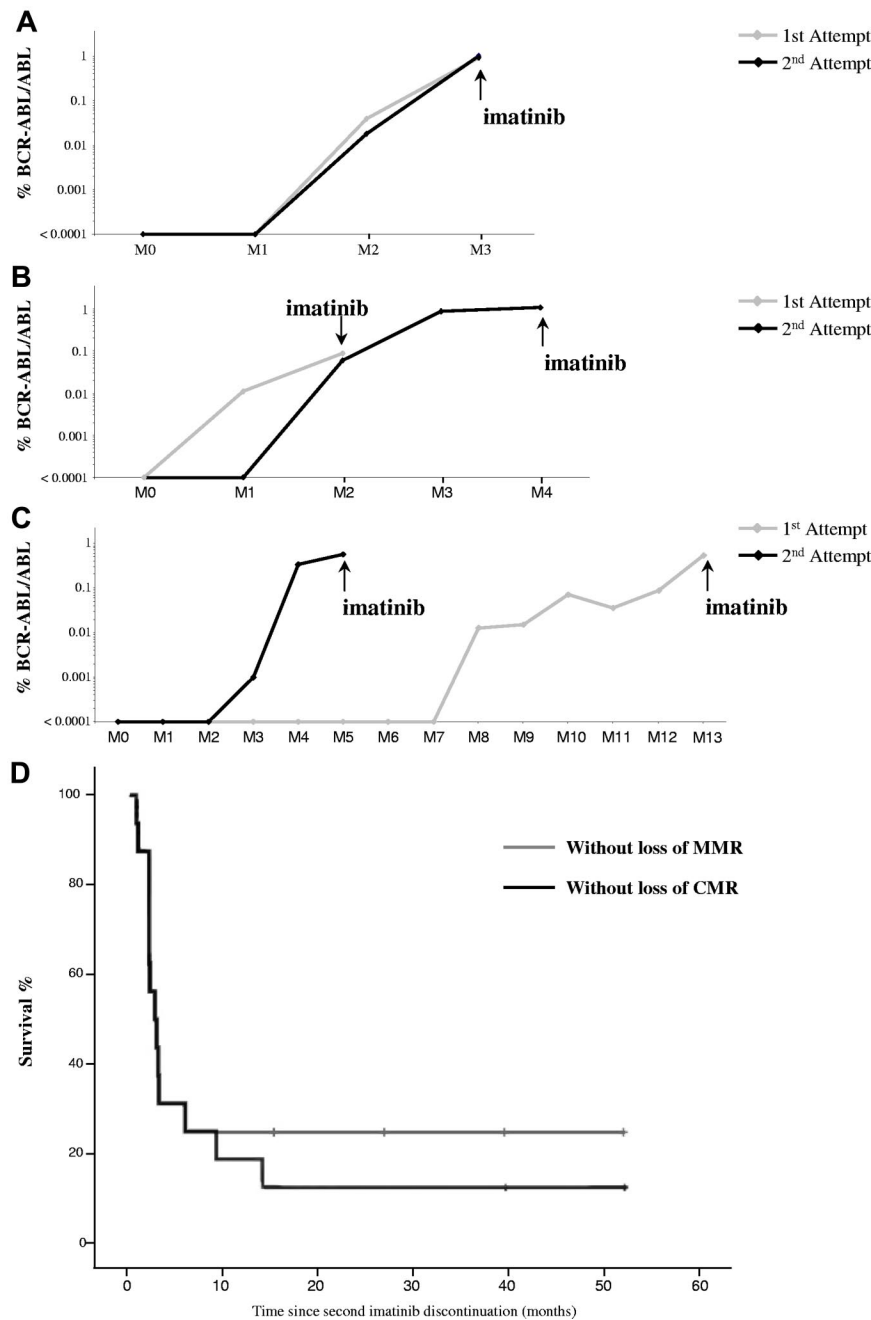 A
% BCR-ABL/ABL
1
0.1
0.01
0.001
< 0.0001
M0 M1 M2 M3
imatinib
1st Attempt
2nd Attempt
B
% BCR-ABL/ABL
1
0.1
0.01
0.001
< 0.0001
M0 M1 M2 M3 M4
imatinib
imatinib
1st Attempt
2nd Attempt
C
% BCR-ABL/ABL
1
0.1
0.01
0.001
< 0.0001
M0 M1 M2 M3 M4 M5 M6 M7 M8 M9 M10 M11 M12 M13
imatinib
imatinib
1st Attempt
2nd Attempt
D
Survival %
100
80
60
40
20
0
Without loss of MMR
Without loss of CMR
0 10 20 30 40 50 60
Time since second imatinib discontinuation (months)